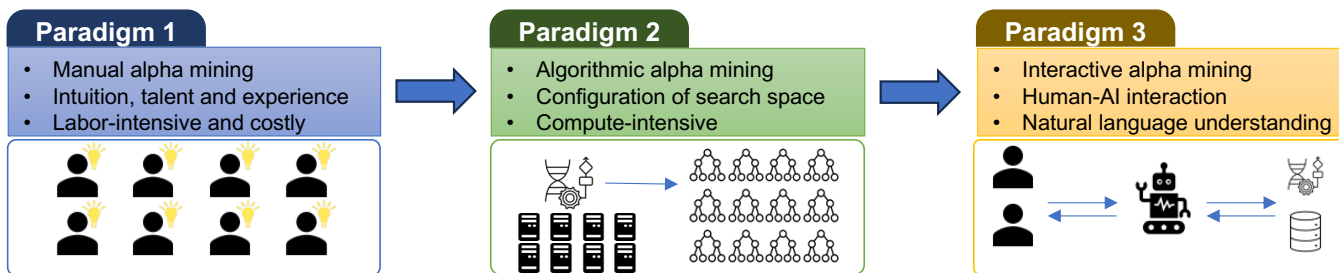 Paradigm 1
• Manual alpha mining
• Intuition, talent and experience
• Labor-intensive and costly
Paradigm 2
• Algorithmic alpha mining
• Configuration of search space
• Compute-intensive
Paradigm 3
• Interactive alpha mining
• Human-AI interaction
• Natural language understanding